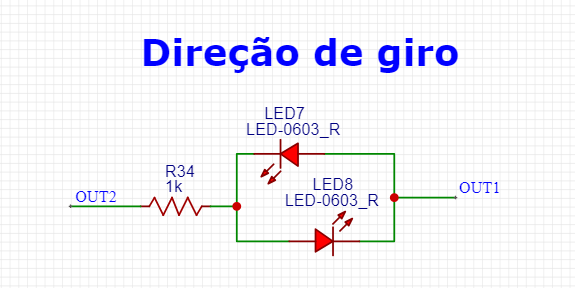 Direção de giro
LED7
LED-0603_R
R34
1k
LED8
LED-0603_R
OUT2
OUT1